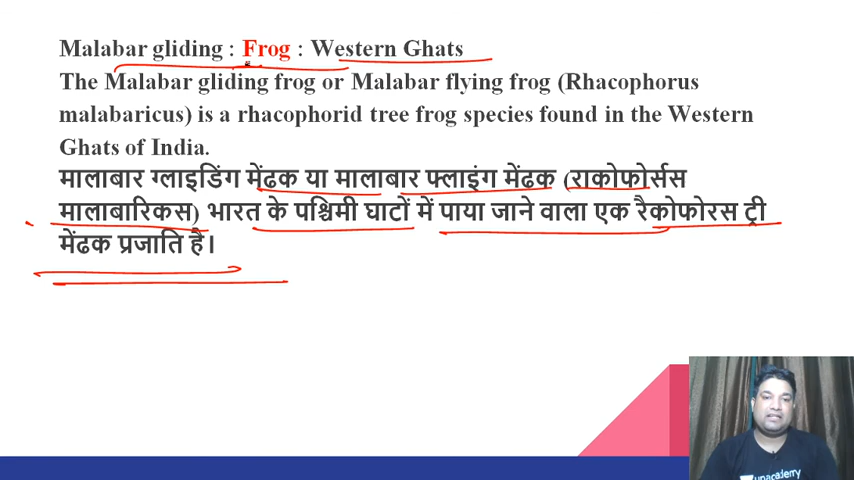 Malabar gliding : Frog : Western Ghats
The Malabar gliding frog or Malabar flying frog (Rhacophorus
malabaricus) is a rhacophorid tree frog species found in the Western
Ghats of India.
मालाबार ग्लाइडिंग मेंढक या मालाबार फ्लाइंग मेंढक (राकोफोर्सस
मालाबारिकस) भारत के पश्चिमी घाटों में पाया जाने वाला एक रैकोफोरस ट्री
मेंढक प्रजाति है।
unacademy